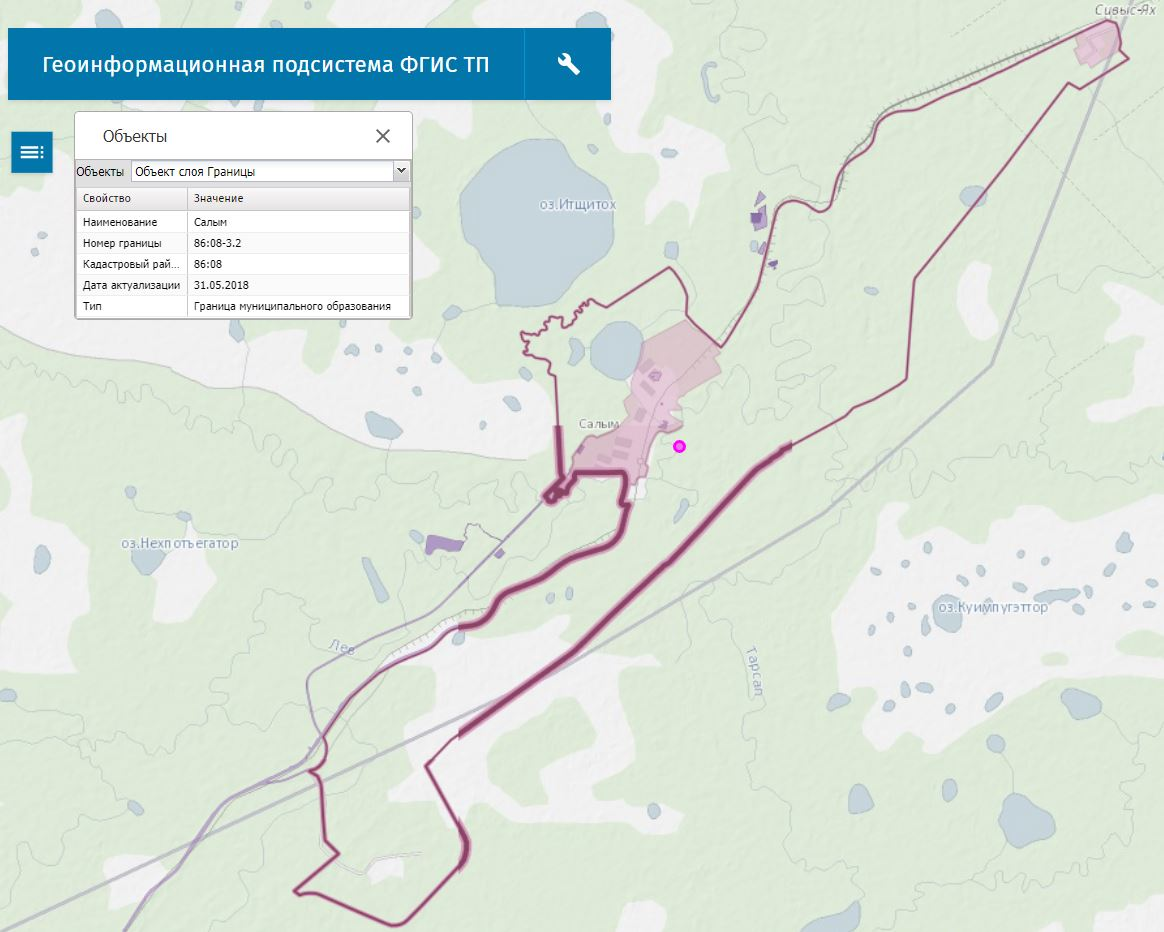 Сивыс-Ях
Геоинформационная подсистема ФГИС ТП
Объекты
Объекты Объект слоя Границы
Свойство Значение
Наименование Салым
Номер границы 86:08-3.2
Кадастровый рай... 86:08
Дата актуализации 31.05.2018
Тип Граница муниципального образования
оз.Итщитох
Салым
оз.Нехпотъегатор
оз.Куимпугэттор
Лев
Тарсап